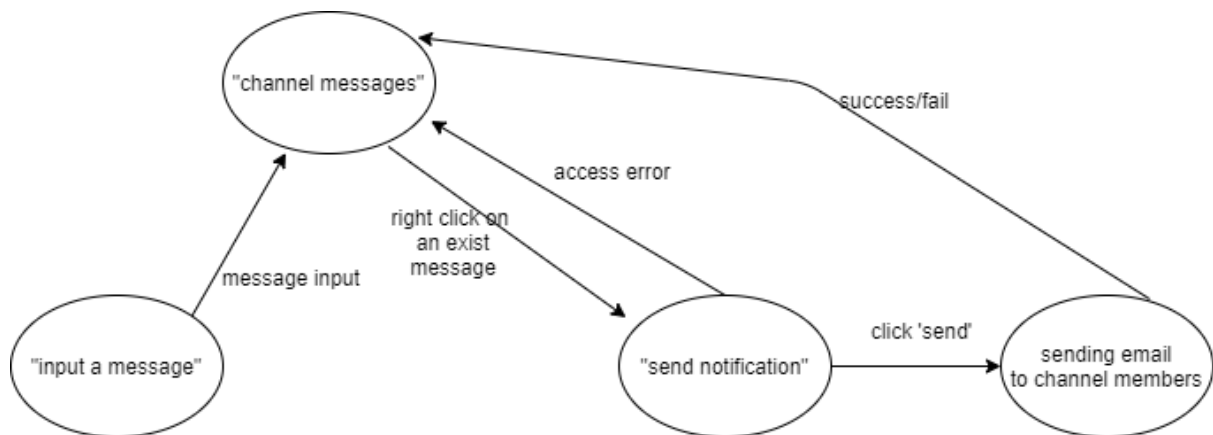 "channel messages"
success/fail
access error
right click on
an exist
message
message input
"input a message"
"send notification"
click 'send'
sending email
to channel members